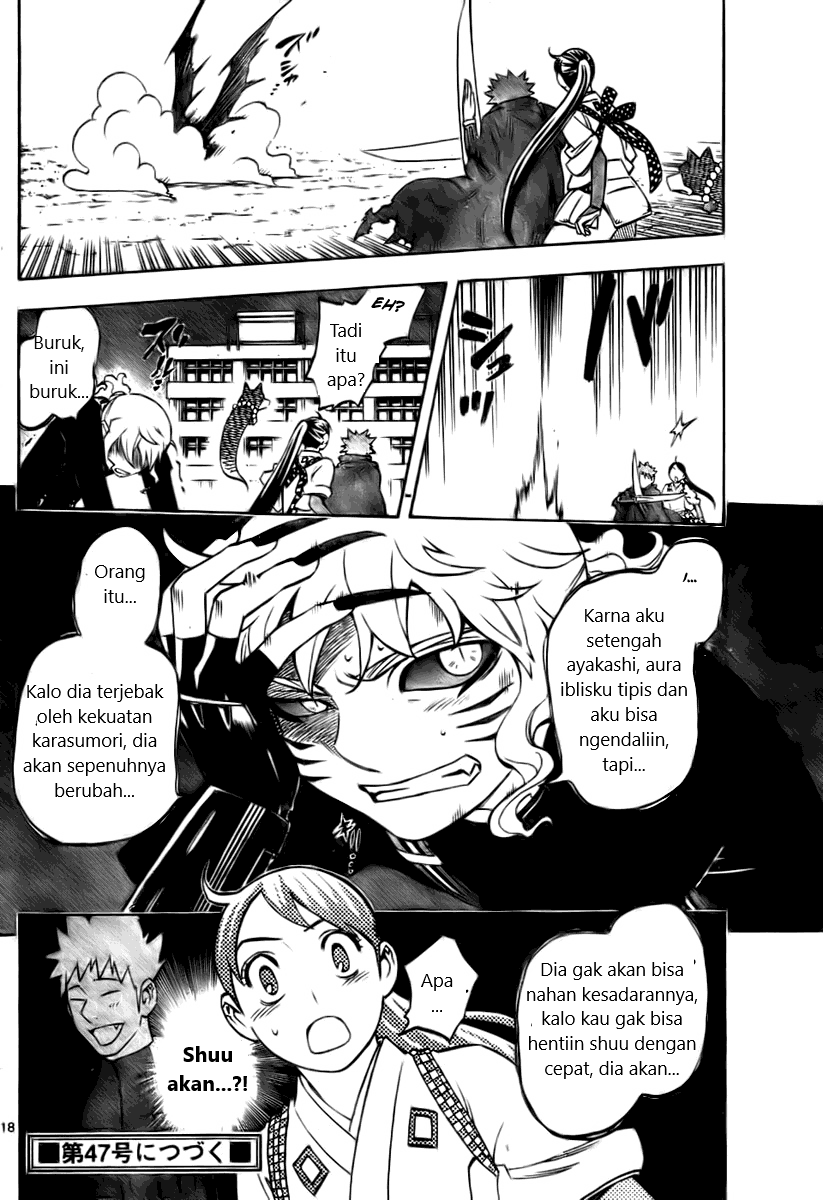 EH?
Tadi
itu
apa?
Buruk,
ini
buruk...
...
Karna aku
setengah
ayakashi, aura
iblisku tipis dan
aku bisa
ngendaliin,
tapi...
Orang
itu...
Kalo dia terjebak
oleh kekuatan
karasumori, dia
akan sepenuhnya
berubah...
Dia gak akan bisa
nahan kesadarannya,
kalo kau gak bisa
hentiin shuu dengan
cepat, dia akan...
Apa
...
Shuu
akan...?!
18
■第47号につづく■